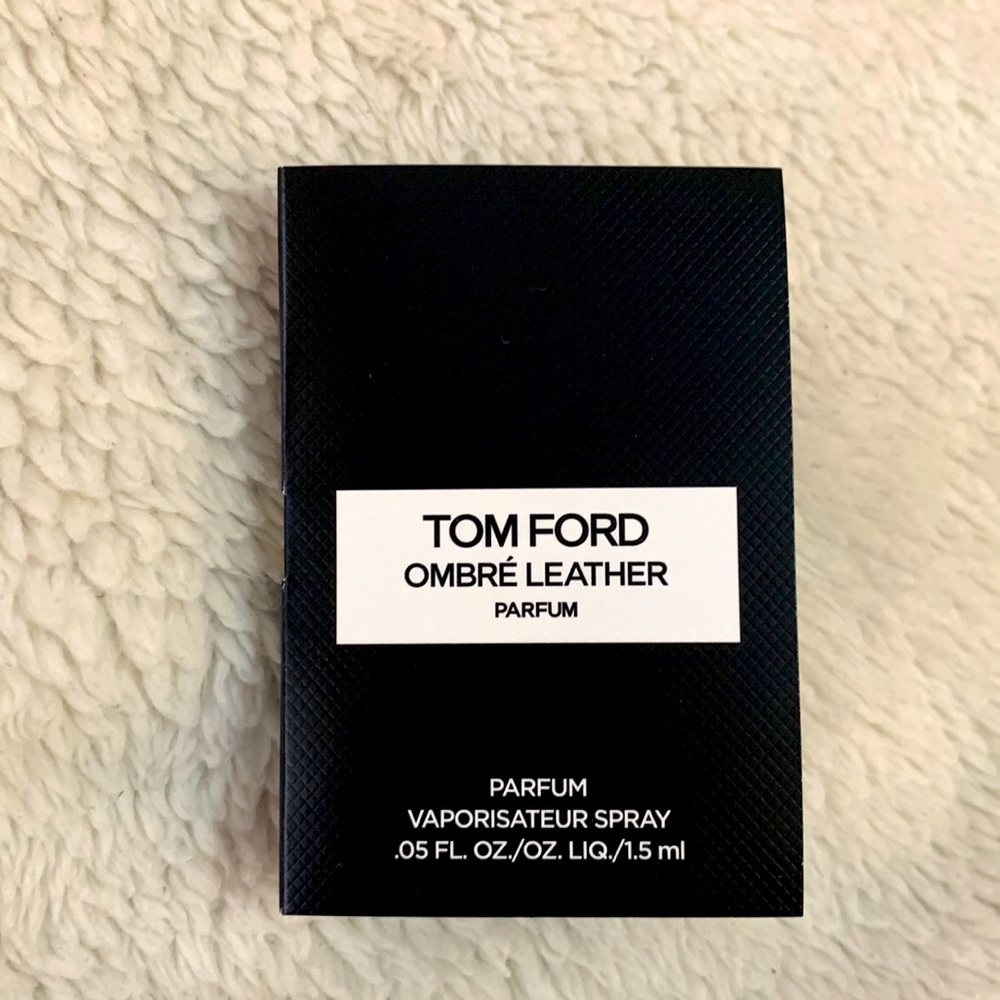 TOM FORD
OMBRÉ LEATHER
PARFUM
PARFUM
VAPORISATEUR SPRAY
.05 FL. OZ./OZ. LIQ./1.5 ml